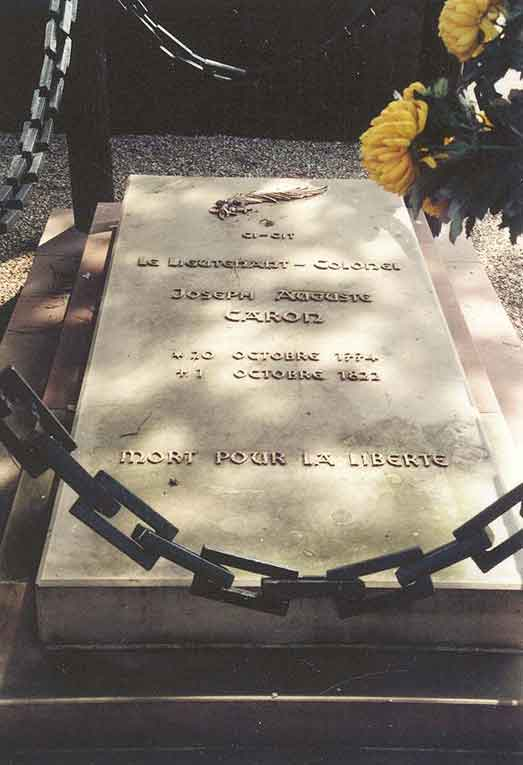 CI-GIT
LE LIEUTENANT-COLONEL
JOSEPH AUGUSTE
CARON
+ 20 OCTOBRE 1774
+ 1 OCTOBRE 1822
MORT POUR LA LIBERTE